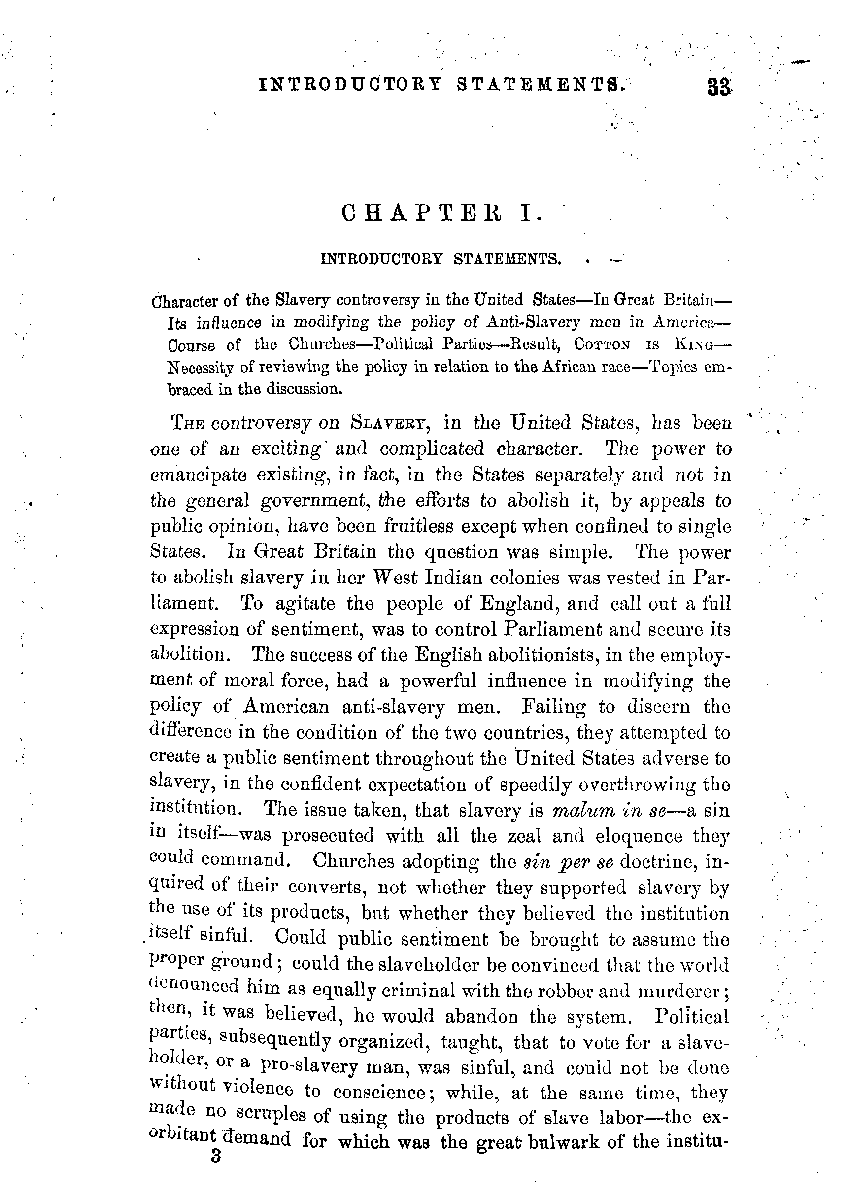 INTRODUCTORY STATEMENTS. 33
CHAPTER I.
INTRODUCTORY STATEMENTS.
Character of the Slavery controversy in the United States—In Great Britain—
Its influence in modifying the policy of Anti-Slavery men in America—
Course of the Churches—Political Parties—Result, COTTON IS KING—
Necessity of reviewing the policy in relation to the African race—Topics em-
braced in the discussion.
THE controversy on SLAVERY, in the United States, has been
one of an exciting and complicated character. The power to
emancipate existing, in fact, in the States separately and not in
the general government, the efforts to abolish it, by appeals to
public opinion, have been fruitless except when confined to single
States. In Great Britain the question was simple. The power
to abolish slavery in her West Indian colonies was vested in Par-
liament. To agitate the people of England, and call out a full
expression of sentiment, was to control Parliament and secure its
abolition. The success of the English abolitionists, in the employ-
ment of moral force, had a powerful influence in modifying the
policy of American anti-slavery men. Failing to discern the
difference in the condition of the two countries, they attempted to
create a public sentiment throughout the United States adverse to
slavery, in the confident expectation of speedily overthrowing the
institution. The issue taken, that slavery is malum in se—a sin
in itself—was prosecuted with all the zeal and eloquence they
could command. Churches adopting the sin per se doctrine, in-
quired of their converts, not whether they supported slavery by
the use of its products, but whether they believed the institution
itself sinful. Could public sentiment be brought to assume the
proper ground; could the slaveholder be convinced that the world
denounced him as equally criminal with the robber and murderer;
then, it was believed, he would abandon the system. Political
parties, subsequently organized, taught, that to vote for a slave-
holder, or a pro-slavery man, was sinful, and could not be done
without violence to conscience; while, at the same time, they
made no scruples of using the products of slave labor—the ex-
orbitant demand for which was the great bulwark of the institu-
3